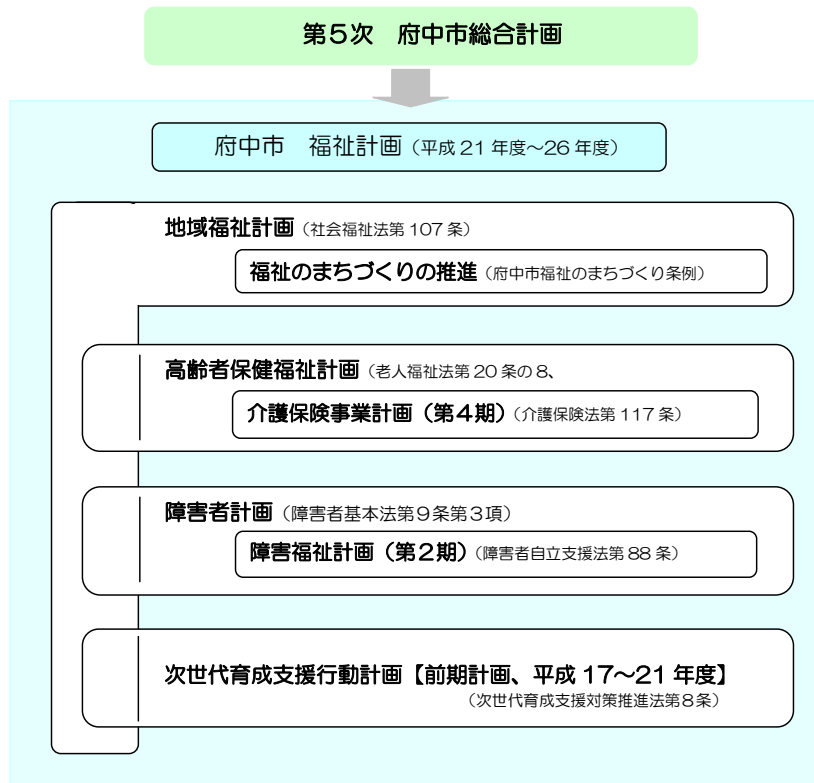 第5次　府中市総合計画
府中市　福祉計画（平成 21 年度～26 年度）
地域福祉計画（社会福祉法第 107 条）
福祉のまちづくりの推進（府中市福祉のまちづくり条例）
高齢者保健福祉計画（老人福祉法第 20 条の 8、
介護保険事業計画（第4期）（介護保険法第 117 条）
障害者計画（障害者基本法第9条第3項）
障害福祉計画（第2期）（障害者自立支援法第 88 条）
次世代育成支援行動計画【前期計画、平成 17～21 年度】
（次世代育成支援対策推進法第8条）